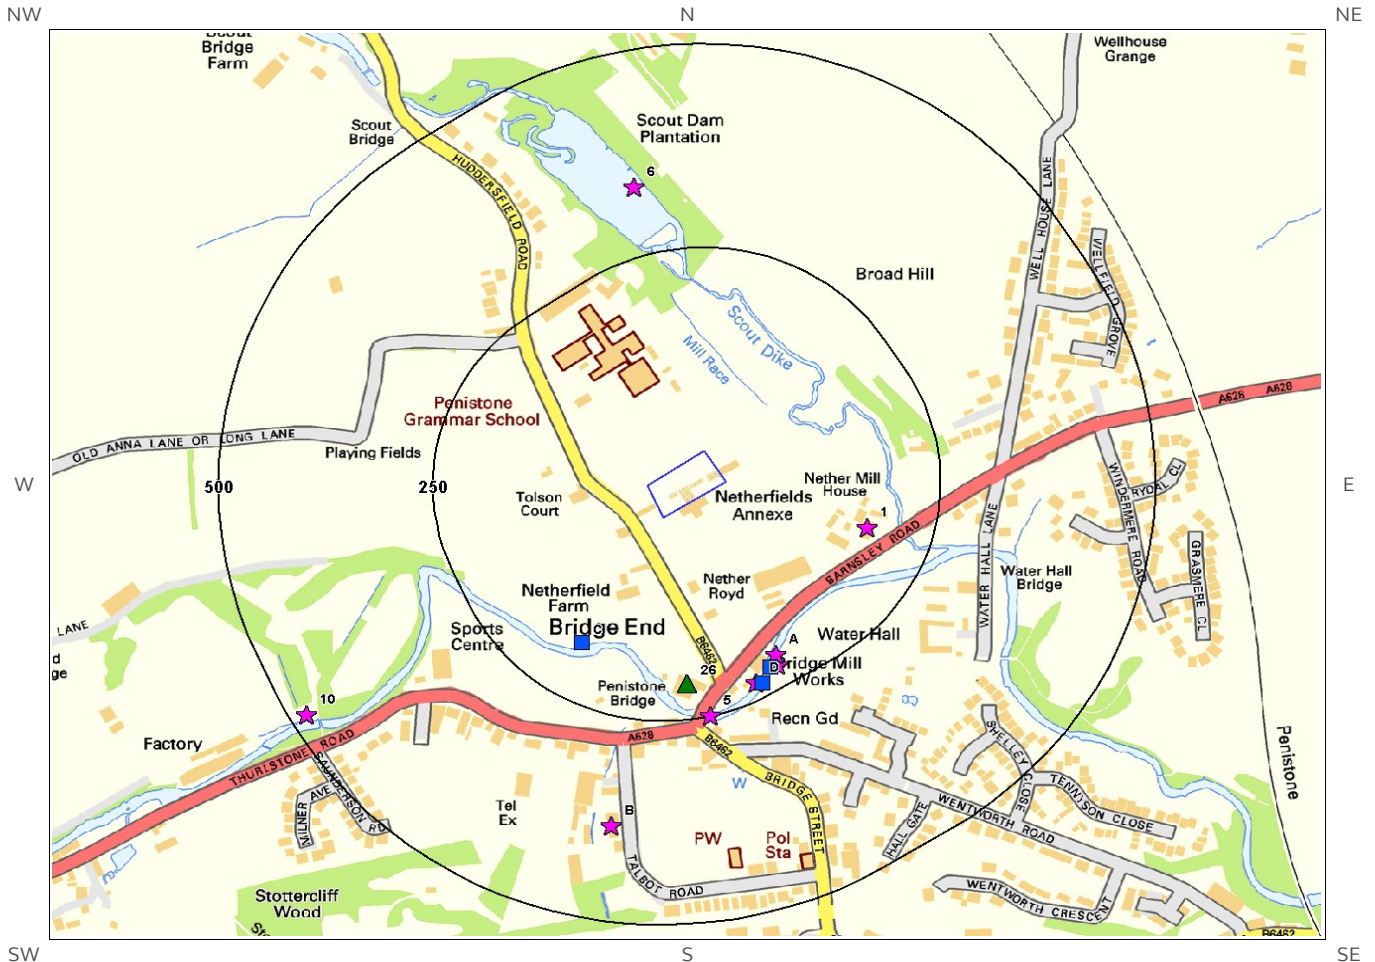 NW
N
NE
Scout
Bridge
Farm
Wellhouse
Grange
Scout
Bridge
Scout Dam
Plantation
6
HUDDERSFIELD ROAD
WELL HOUSE LANE
WELLFIELD GROVE
Broad Hill
Scout Dike
Mill Race
A628
A628
Penistone
Grammar School
OLD ANNA LANE OR LONG LANE
Playing Fields
W
500
250
Tolson
Court
Netherfields
Annexe
Nether Mill
House
1
E
RYDAL CL
WINDERMERE ROAD
GRASMERE CL
BARNSLEY ROAD
WATER HALL LANE
Water Hall
Bridge
Nether
Royd
Netherfield
Farm
Bridge End
LANE
Sports
Centre
B6462
A
Water Hall
26
D
Bridge Mill
Works
Penistone
Bridge
5
10
Recn Gd
Factory
THURLSTONE ROAD
A628
B6462
SHELLEY CLOSE
Penistone
SAUNDERSON RD
MILNER AVE
Tel
Ex
B
W
BRIDGE STREET
TENNYSON CLOSE
WENTWORTH ROAD
HALL GATE
PW
Pol
Sta
TALBOT ROAD
WENTWORTH CRESCENT
Stottercliff
Wood
B6462
SW
S
SE